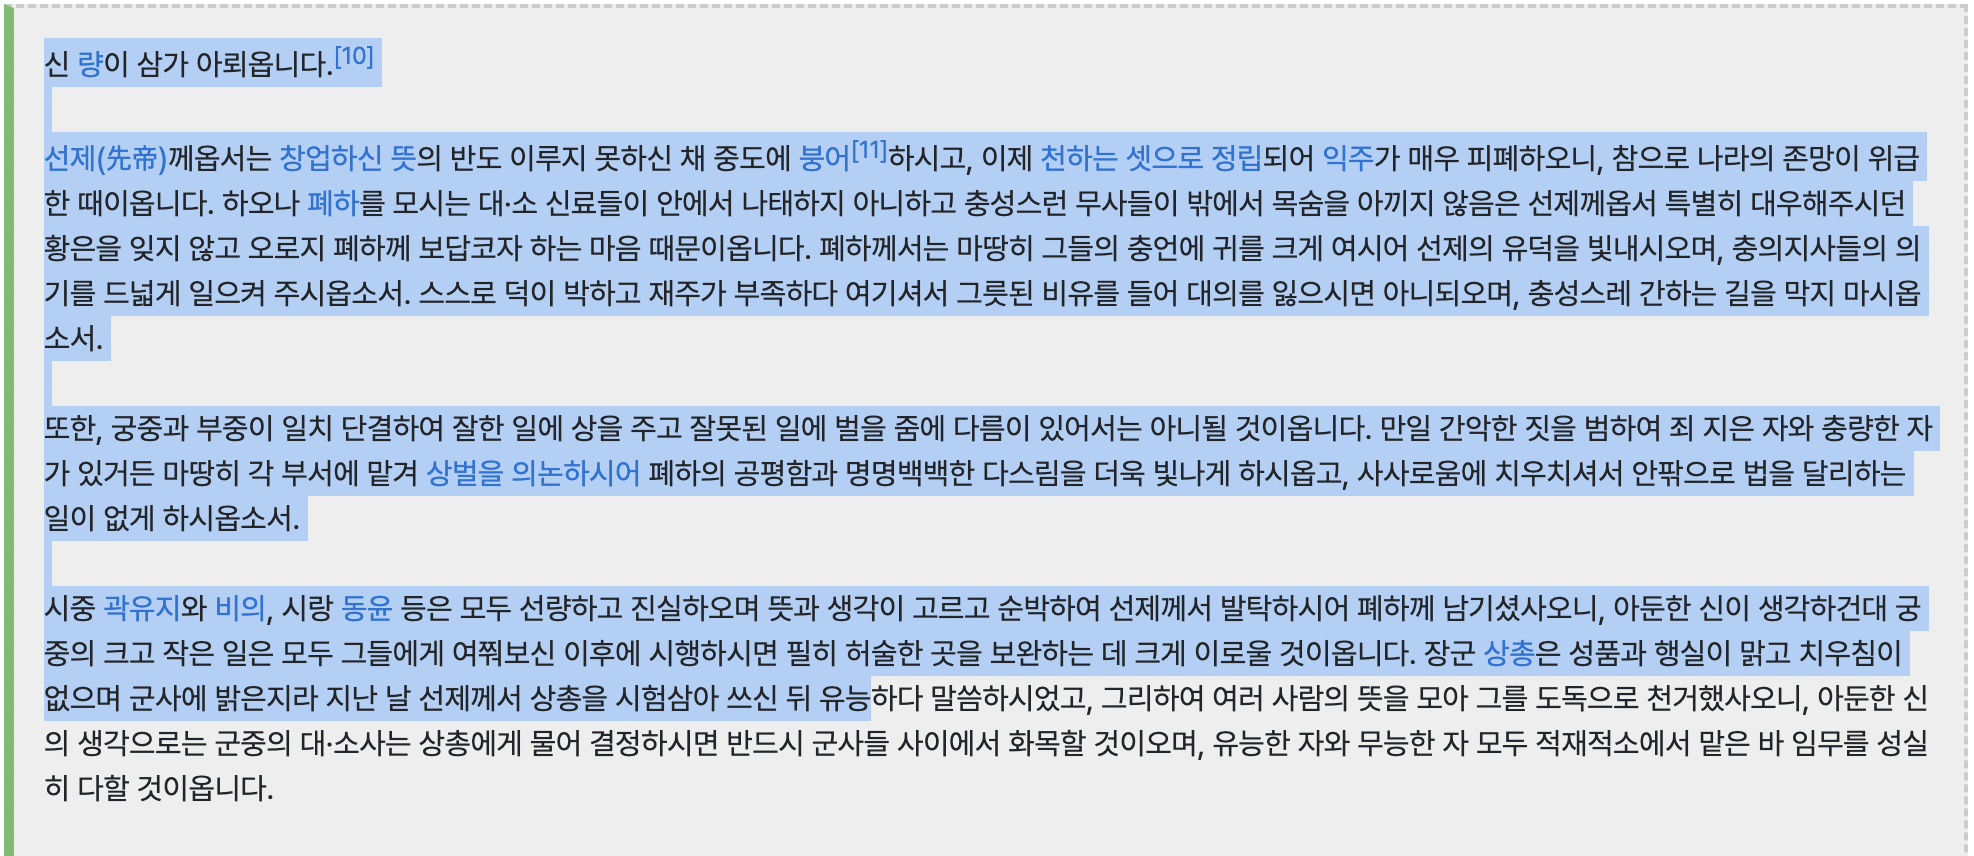 신 량이 삼가 아뢰옵니다.[10]
선제(先帝)께옵서는 창업하신 뜻의 반도 이루지 못하신 채 중도에 붕어[11]하시고, 이제 천하는 셋으로 정립되어 익주가 매우 피폐하오니, 참으로 나라의 존망이 위급
한 때이옵니다. 하오나 폐하를 모시는 대·소 신료들이 안에서 나태하지 아니하고 충성스런 무사들이 밖에서 목숨을 아끼지 않음은 선제께옵서 특별히 대우해주시던
황은을 잊지 않고 오로지 폐하께 보답코자 하는 마음 때문이옵니다. 폐하께서는 마땅히 그들의 충언에 귀를 크게 여시어 선제의 유덕을 빛내시오며, 충의지사들의 의
기를 드넓게 일으켜 주시옵소서. 스스로 덕이 박하고 재주가 부족하다 여기셔서 그릇된 비유를 들어 대의를 잃으시면 아니되오며, 충성스레 간하는 길을 막지 마시옵
소서.
또한, 궁중과 부중이 일치 단결하여 잘한 일에 상을 주고 잘못된 일에 벌을 줌에 다름이 있어서는 아니될 것이옵니다. 만일 간악한 짓을 범하여 죄 지은 자와 충량한 자
가 있거든 마땅히 각 부서에 맡겨 상벌을 의논하시어 폐하의 공평함과 명명백백한 다스림을 더욱 빛나게 하시옵고, 사사로움에 치우치셔서 안팎으로 법을 달리하는
일이 없게 하시옵소서.
시중 곽유지와 비의, 시랑 동윤 등은 모두 선량하고 진실하오며 뜻과 생각이 고르고 순박하여 선제께서 발탁하시어 폐하께 남기셨사오니, 아둔한 신이 생각하건대 궁
중의 크고 작은 일은 모두 그들에게 여쭤보신 이후에 시행하시면 필히 허술한 곳을 보완하는 데 크게 이로울 것이옵니다. 장군 상총은 성품과 행실이 맑고 치우침이
없으며 군사에 밝은지라 지난 날 선제께서 상총을 시험삼아 쓰신 뒤 유능하다 말씀하시었고, 그리하여 여러 사람의 뜻을 모아 그를 도독으로 천거했사오니, 아둔한 신
의 생각으로는 군중의 대·소사는 상총에게 물어 결정하시면 반드시 군사들 사이에서 화목할 것이오며, 유능한 자와 무능한 자 모두 적재적소에서 맡은 바 임무를 성실
히 다할 것이옵니다.